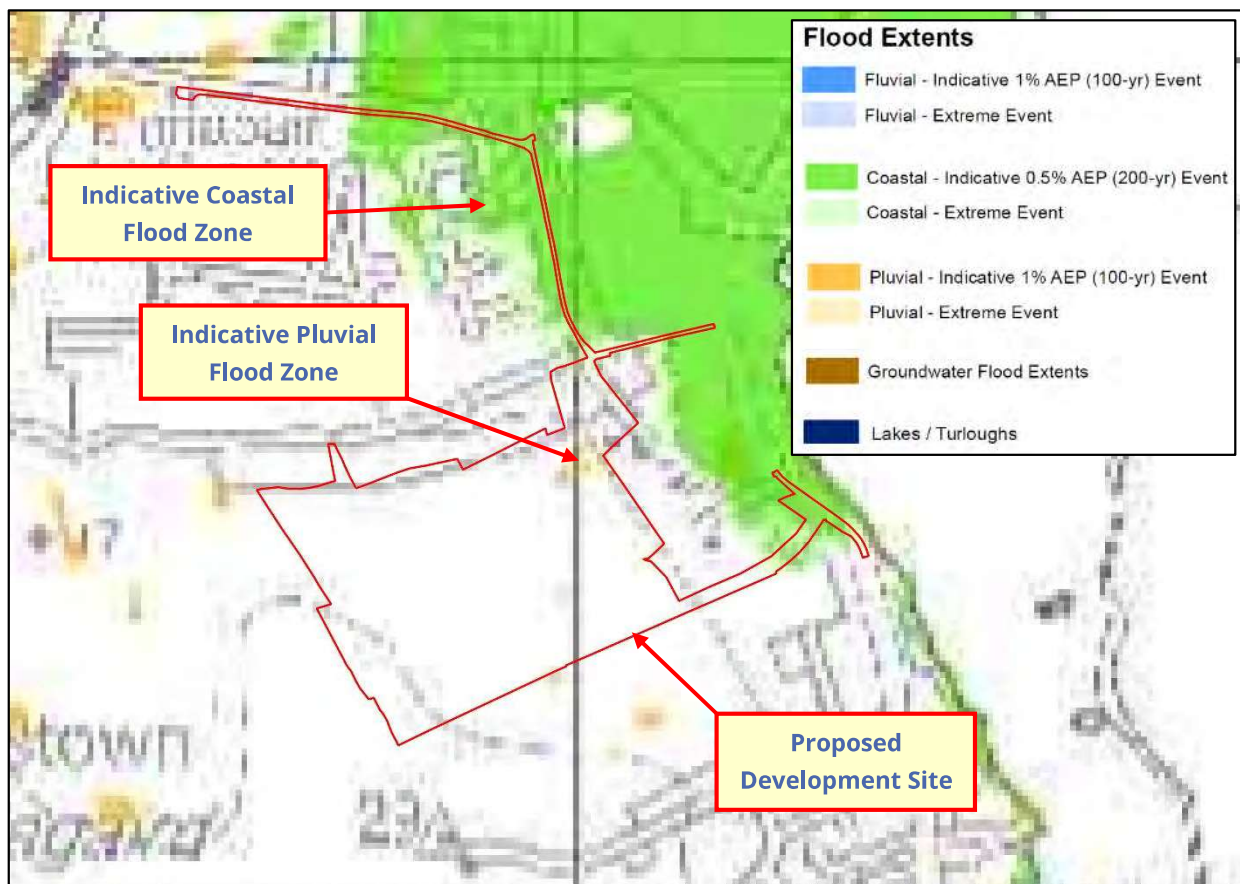 Flood Extents
Fluvial - Indicative 1% AEP (100-yr) Event
Fluvial - Extreme Event
Coastal - Indicative 0.5% AEP (200-yr) Event
Coastal - Extreme Event
Pluvial - Indicative 1% AEP (100-yr) Event
Pluvial - Extreme Event
Groundwater Flood Extents
Lakes / Turloughs
Indicative Coastal
Flood Zone
Indicative Pluvial
Flood Zone
Proposed
Development Site